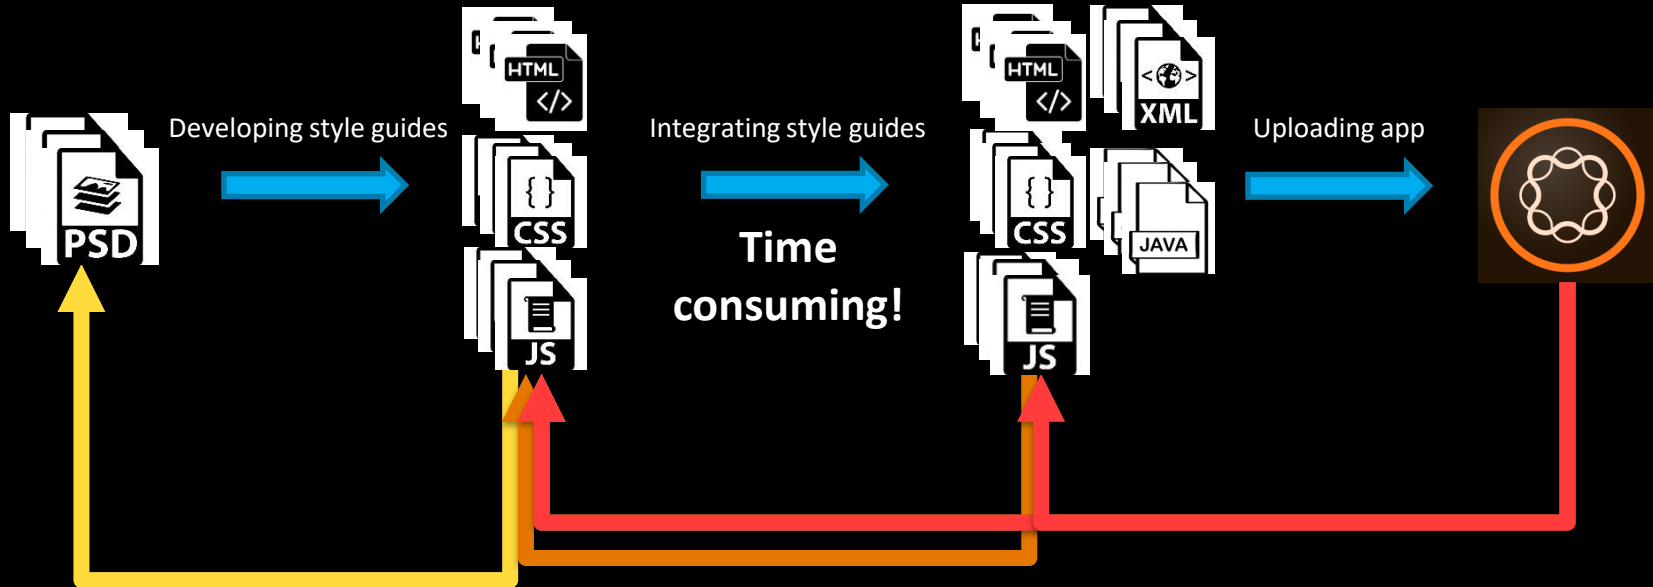 HTML
</>
HTML
</>
< >
XML
Developing style guides
Integrating style guides
Uploading app
PSD
{ }
CSS
Time
consuming!
{ }
CSS
JAVA
JS
JS